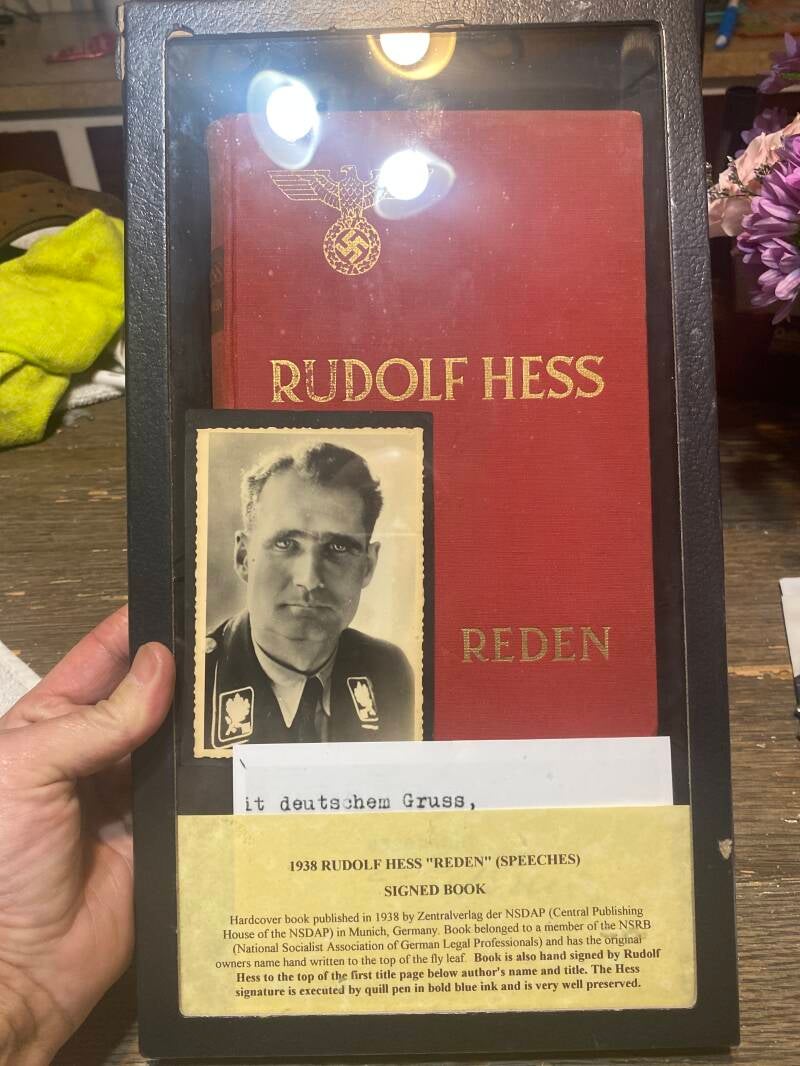 RUDOLF HESS
REDEN
it deutschem Gruss,
1938 RUDOLF HESS "REDEN" (SPEECHES)
SIGNED BOOK
Hardcover book published in 1938 by Zentralverlag der NSDAP (Central Publishing
House of the NSDAP) in Munich, Germany. Book belonged to a member of the NSRB
(National Socialist Association of German Legal Professionals) and has the original
owners name hand written to the top of the fly leaf. Book is also hand signed by Rudolf
Hess to the top of the first title page below author's name and title. The Hess
signature is executed by quill pen in bold blue ink and is very well preserved.